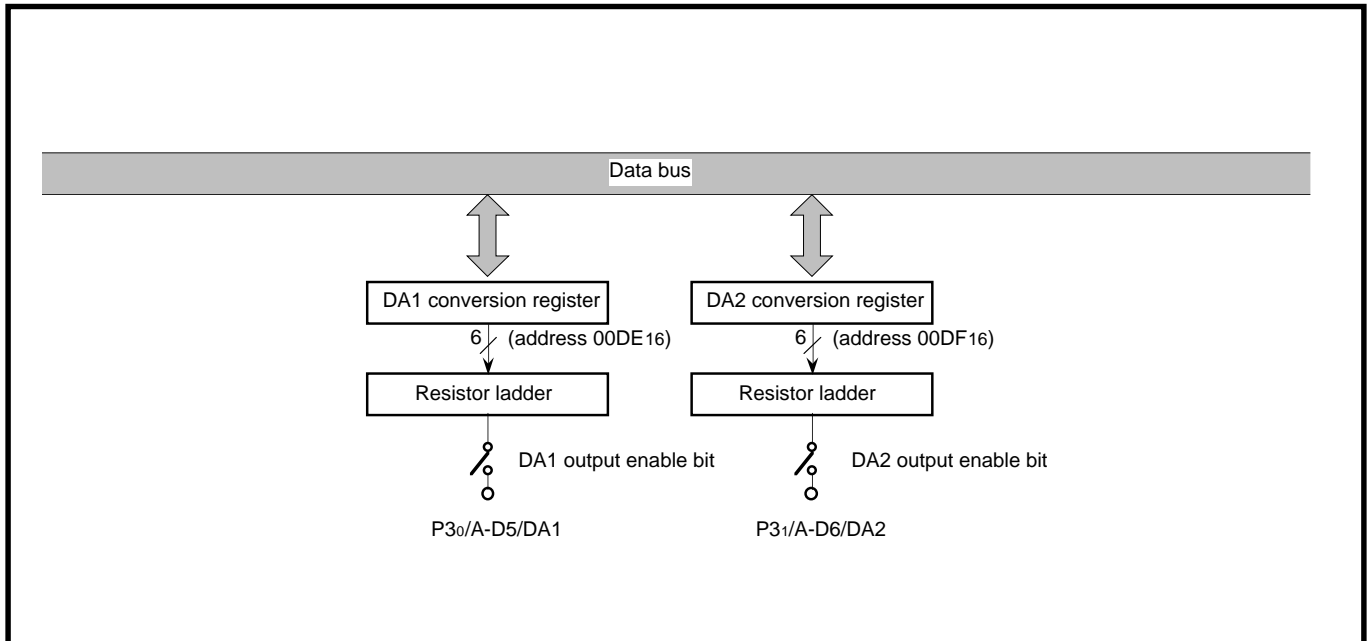 Data bus
DA1 conversion register
DA2 conversion register
6 (address 00DE16)
6 (address 00DF16)
Resistor ladder
Resistor ladder
DA1 output enable bit
DA2 output enable bit
P30/A-D5/DA1
P31/A-D6/DA2